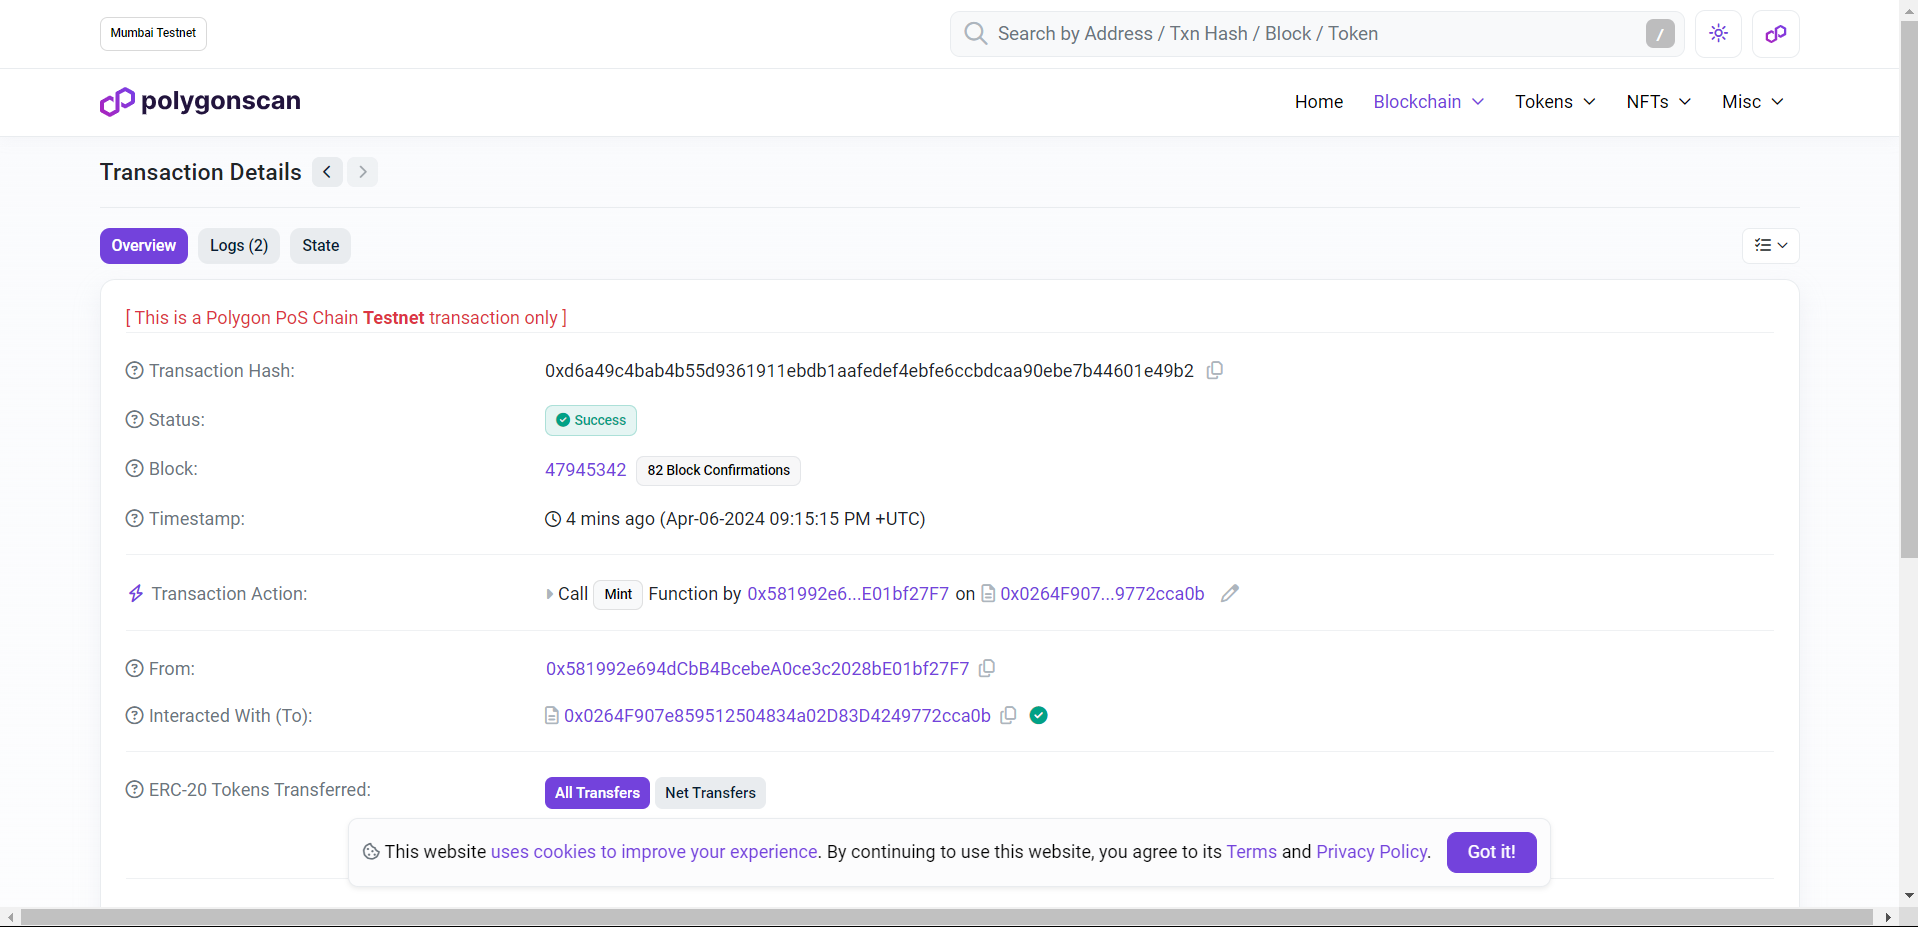 Mumbai Testnet
Search by Address / Txn Hash / Block / Token
/
polygonscan
Home Blockchain Tokens NFTs Misc
Transaction Details
Overview Logs (2) State
[ This is a Polygon PoS Chain Testnet transaction only ]
Transaction Hash: 0xd6a49c4bab4b55d9361911ebdb1aafedef4ebfe6ccbdcaa90ebe7b44601e49b2
Status: Success
Block: 47945342 82 Block Confirmations
Timestamp: 4 mins ago (Apr-06-2024 09:15:15 PM +UTC)
Transaction Action: Call Mint Function by 0x581992e6...E01bf27F7 on 0x0264F907...9772cca0b
From: 0x581992e694dCbB4BcebeA0ce3c2028bE01bf27F7
Interacted With (To): 0x0264F907e859512504834a02D83D4249772cca0b
ERC-20 Tokens Transferred: All Transfers Net Transfers
This website uses cookies to improve your experience. By continuing to use this website, you agree to its Terms and Privacy Policy. Got it!